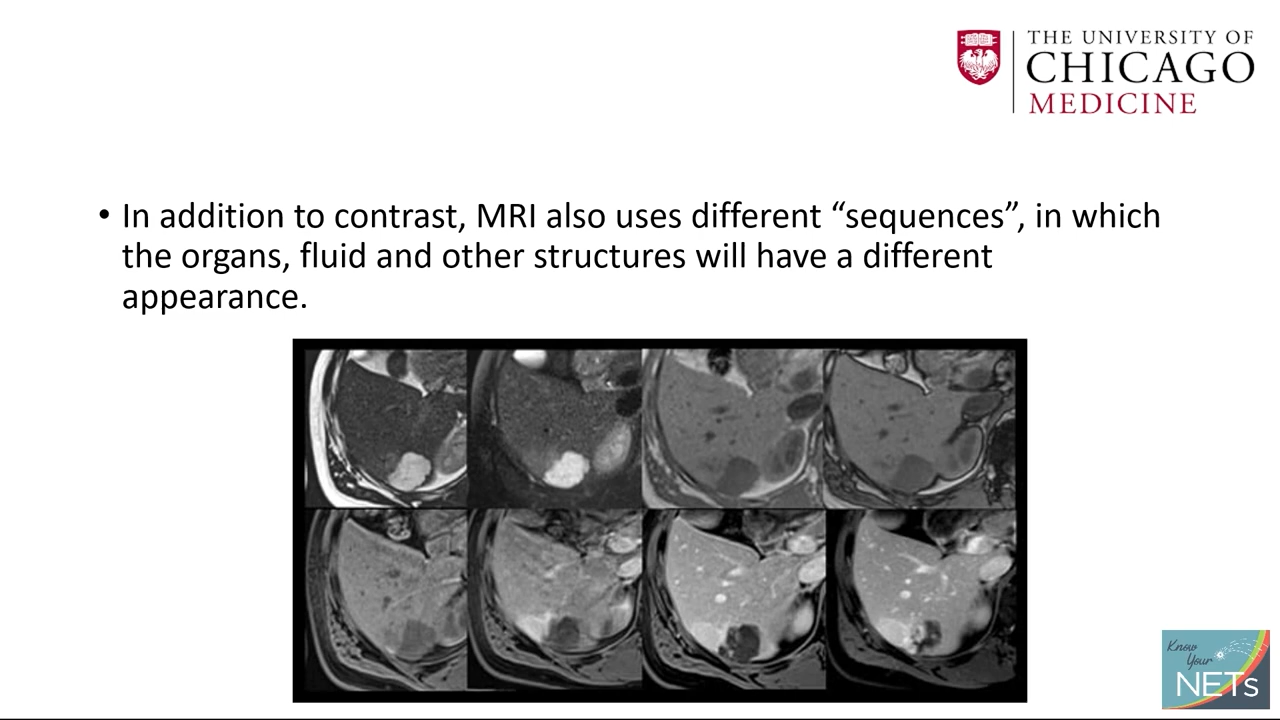 THE UNIVERSITY OF
CHICAGO
MEDICINE
• In addition to contrast, MRI also uses different “sequences”, in which
the organs, fluid and other structures will have a different
appearance.
Know
Your
NETs